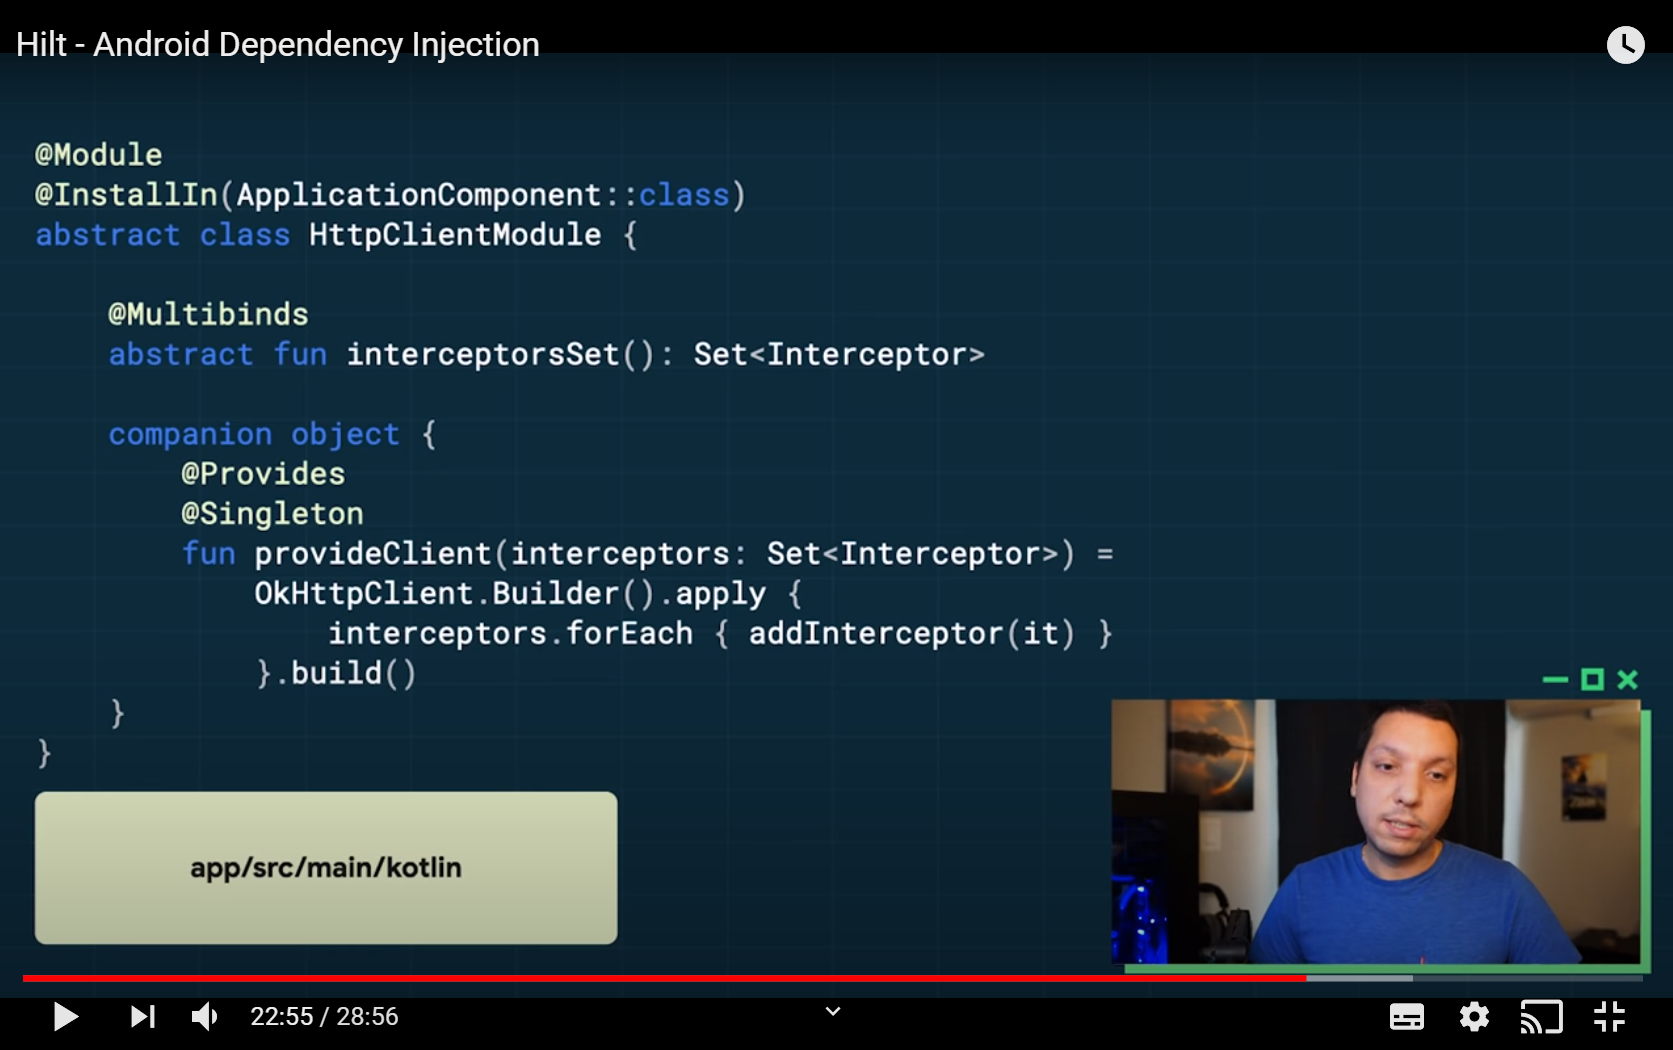 Hilt - Android Dependency Injection
@Module
@InstallIn(ApplicationComponent::class)
abstract class HttpClientModule {
@Multibinds
abstract fun interceptorsSet(): Set<Interceptor>
companion object {
@Provides
@Singleton
fun provideClient(interceptors: Set<Interceptor>) =
OkHttpClient.Builder().apply {
interceptors.forEach { addInterceptor(it) }
}.build()
}
}
app/src/main/kotlin
22:55 / 28:56